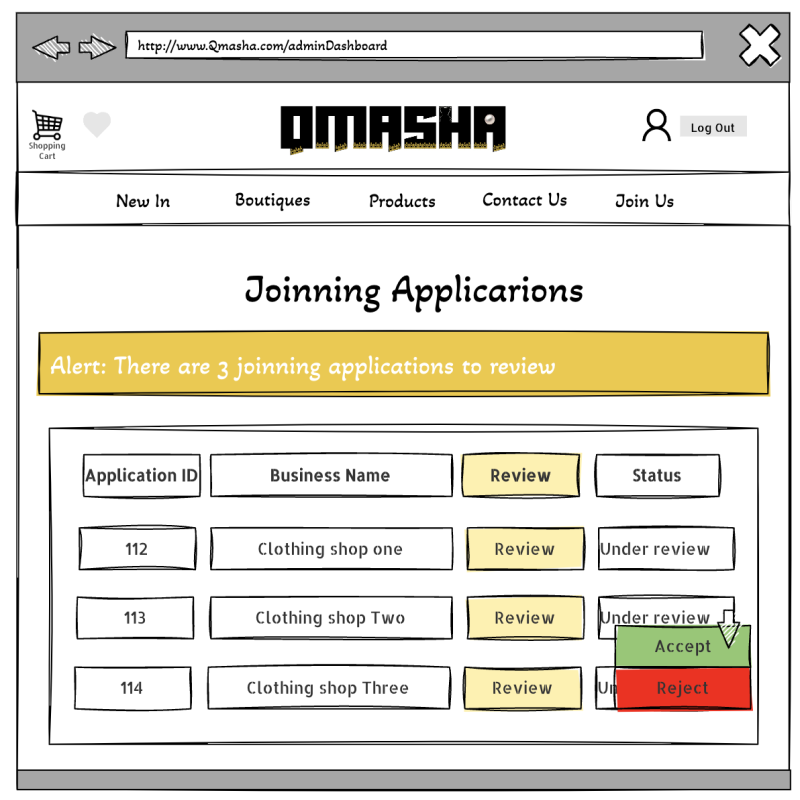 http://www.Qmasha.com/adminDashboard
Shopping
Cart
QMASHA
Log Out
New In Boutiques Products Contact Us Join Us
Joinning Applicarions
Alert: There are 3 joinning applications to review
Application ID Business Name Review Status
112 Clothing shop one Review Under review
113 Clothing shop Two Review Under review
Accept
114 Clothing shop Three Review Un Reject